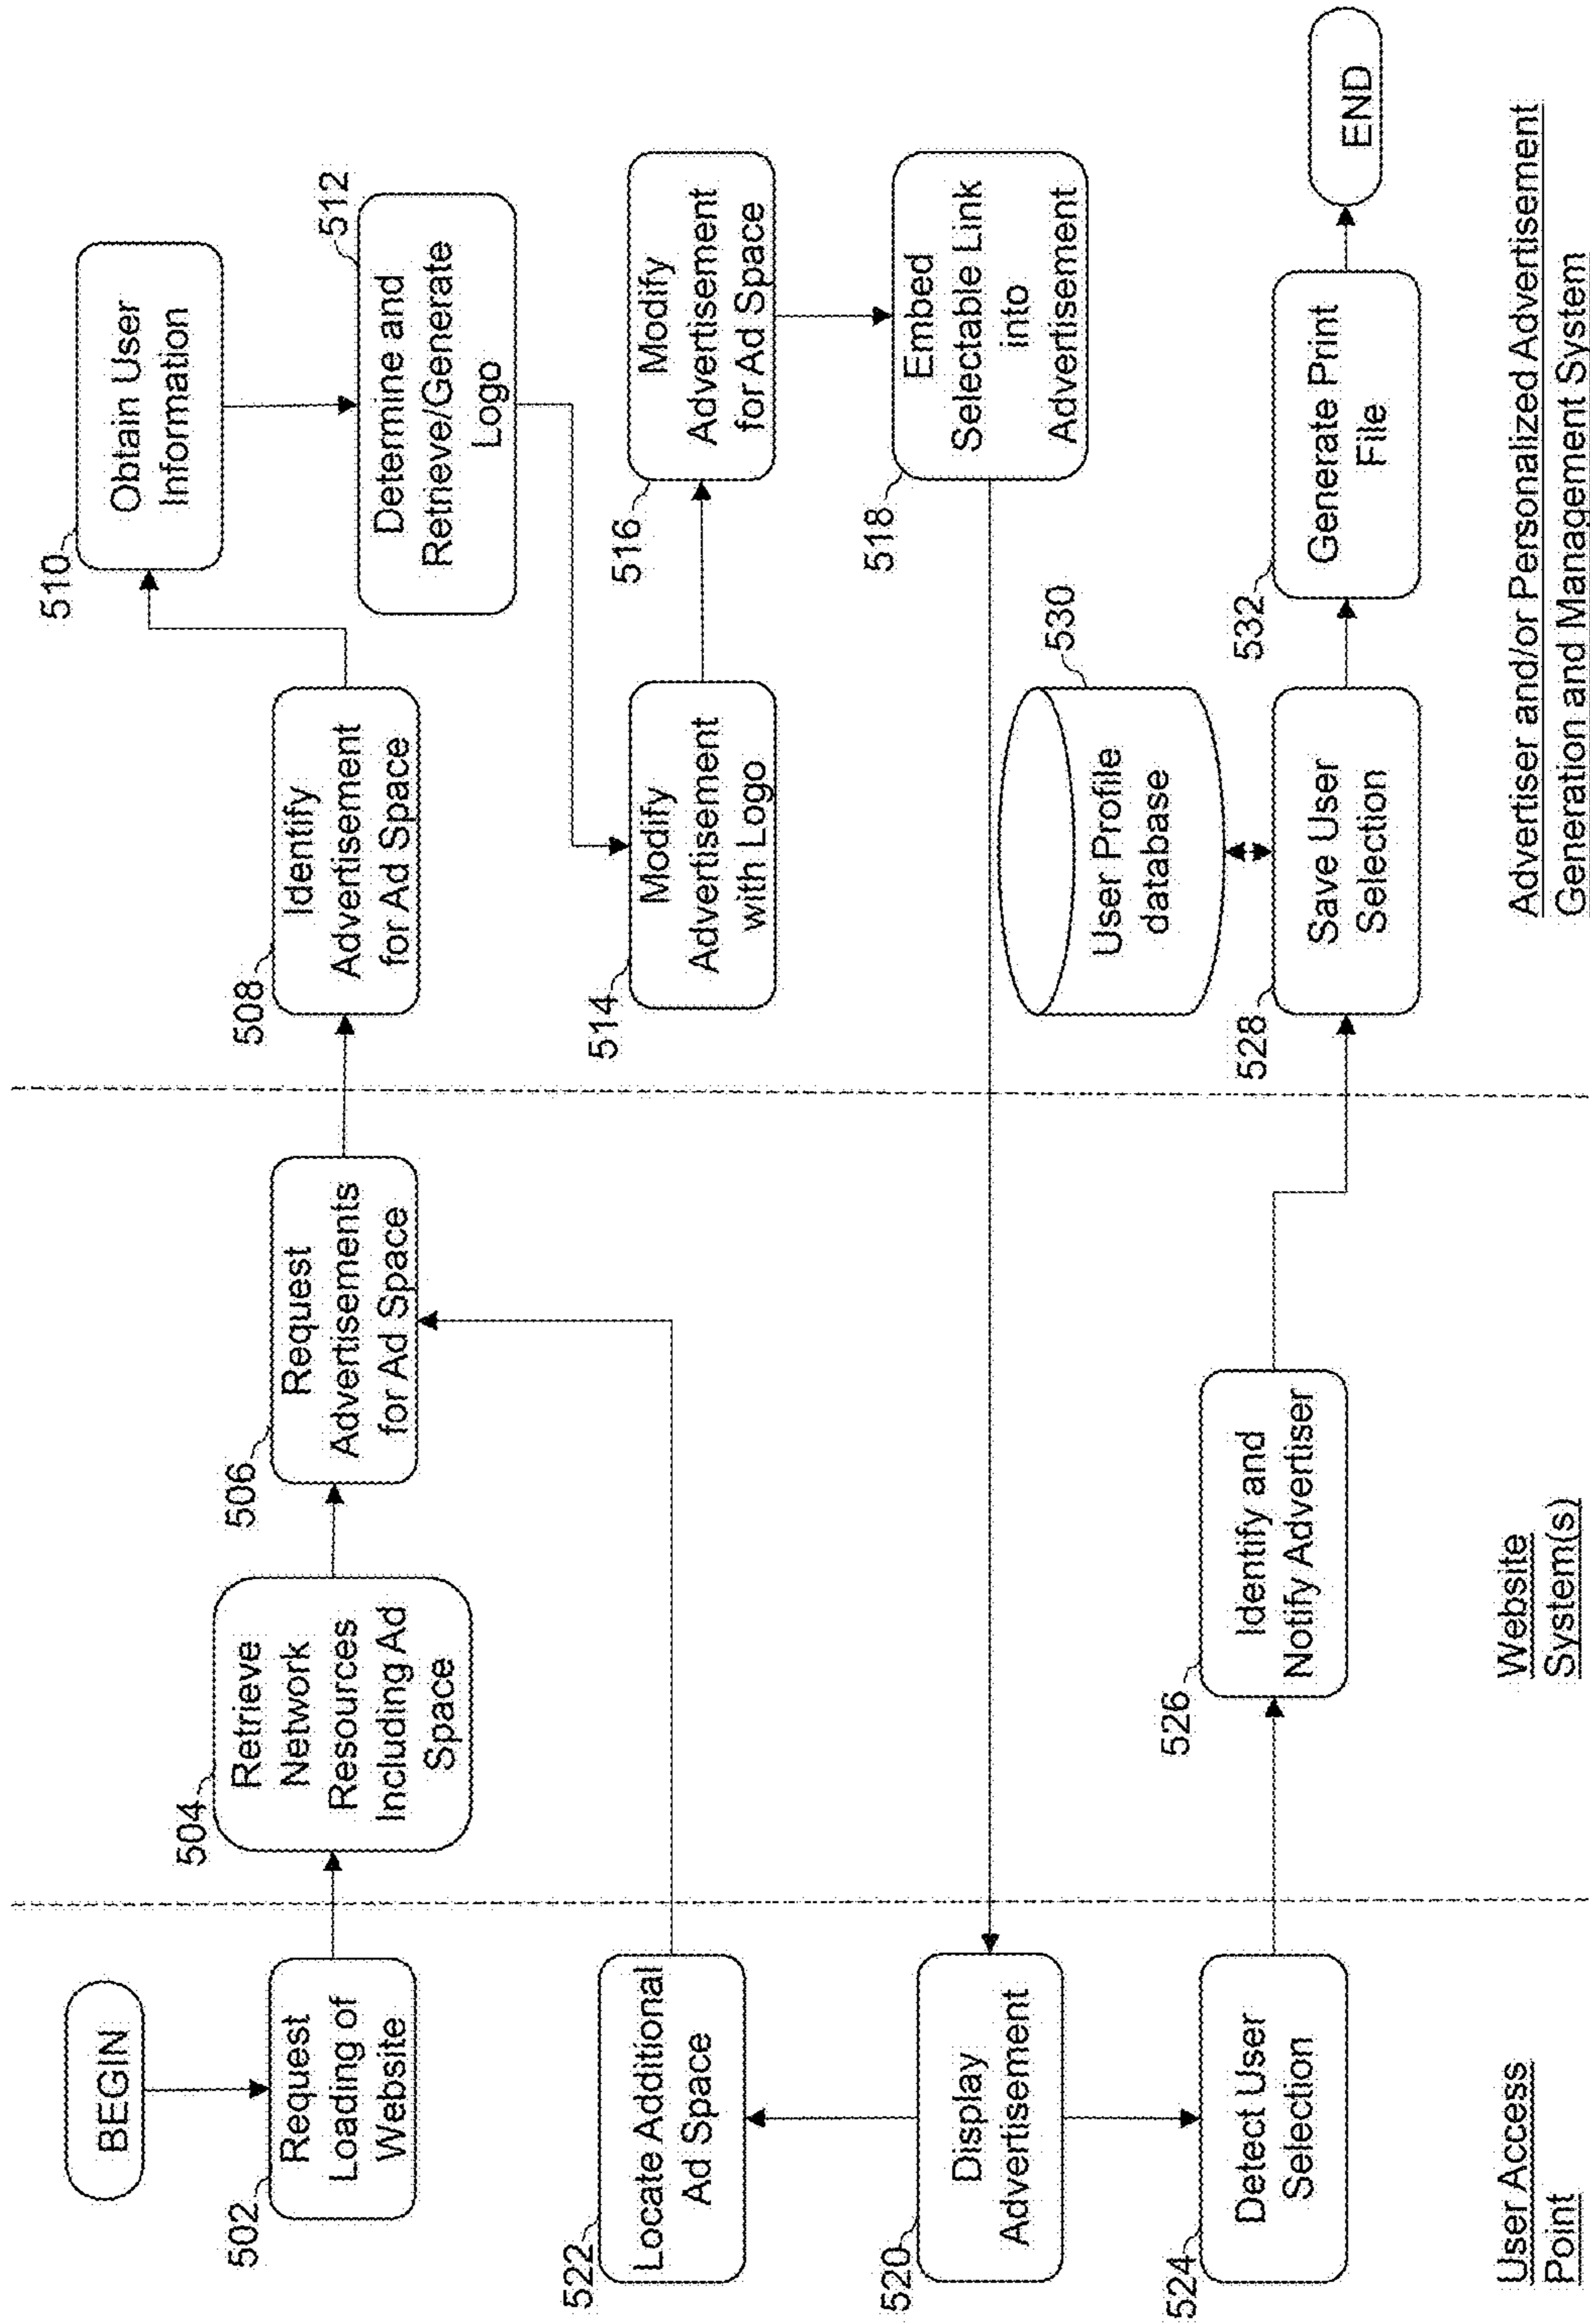 BEGIN
502
Request
Loading of
Website
504
Retrieve
Network
Resources
Including Ad
Space
506
Request
Advertisements
for Ad Space
508
Identify
Advertisement
for Ad Space
510
Obtain User
Information
512
Determine and
Retrieve/Generate
Logo
514
Modify
Advertisement
with Logo
516
Modify
Advertisement
for Ad Space
518
Embed
Selectable Link
into
Advertisement
520
Display
Advertisement
522
Locate Additional
Ad Space
524
Detect User
Selection
526
Identify and
Notify Advertiser
528
Save User
Selection
530
User Profile
database
532
Generate Print
File
END
User Access
Point
Website
System(s)
Advertiser and/or Personalized Advertisement
Generation and Management System